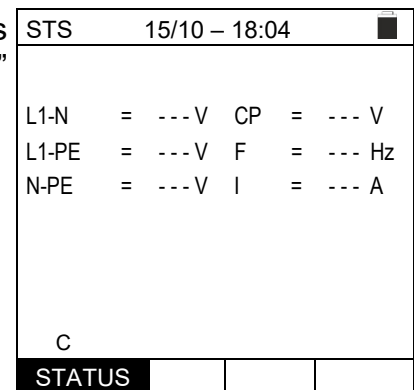 S
”
STS 15/10 – 18:04
L1-N = - - - V CP = - - - V
L1-PE = - - - V F = - - - Hz
N-PE = - - - V I = - - - A
C
STATUS